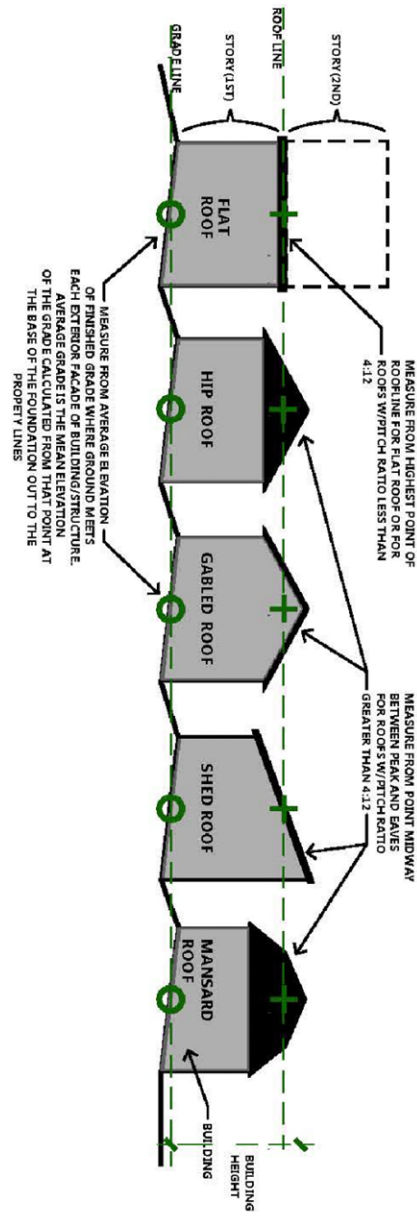 MEASURE FROM HIGHEST POINT OF
ROOFLINE FOR FLAT ROOF OR FOR
ROOFS W/PITCH RATIO LESS THAN
4:12
MEASURE FROM POINT MIDWAY
BETWEEN PEAK AND EAVES
FOR ROOFS W/PITCH RATIO
GREATER THAN 4:12
STORY (2ND)
ROOF LINE
STORY (1ST)
GRADE LINE
FLAT
ROOF
HIP ROOF
GABLED ROOF
SHED ROOF
MANSARD
ROOF
BUILDING
HEIGHT
BUILDING
MEASURE FROM AVERAGE ELEVATION
OF FINISHED GRADE WHERE GROUND MEETS
EACH EXTERIOR FACADE OF BUILDING/STRUCTURE.
AVERAGE GRADE IS THE MEAN ELEVATION
OF THE GRADE CALCULATED FROM THAT POINT AT
THE BASE OF THE FOUNDATION OUT TO THE
PROPETY LINES